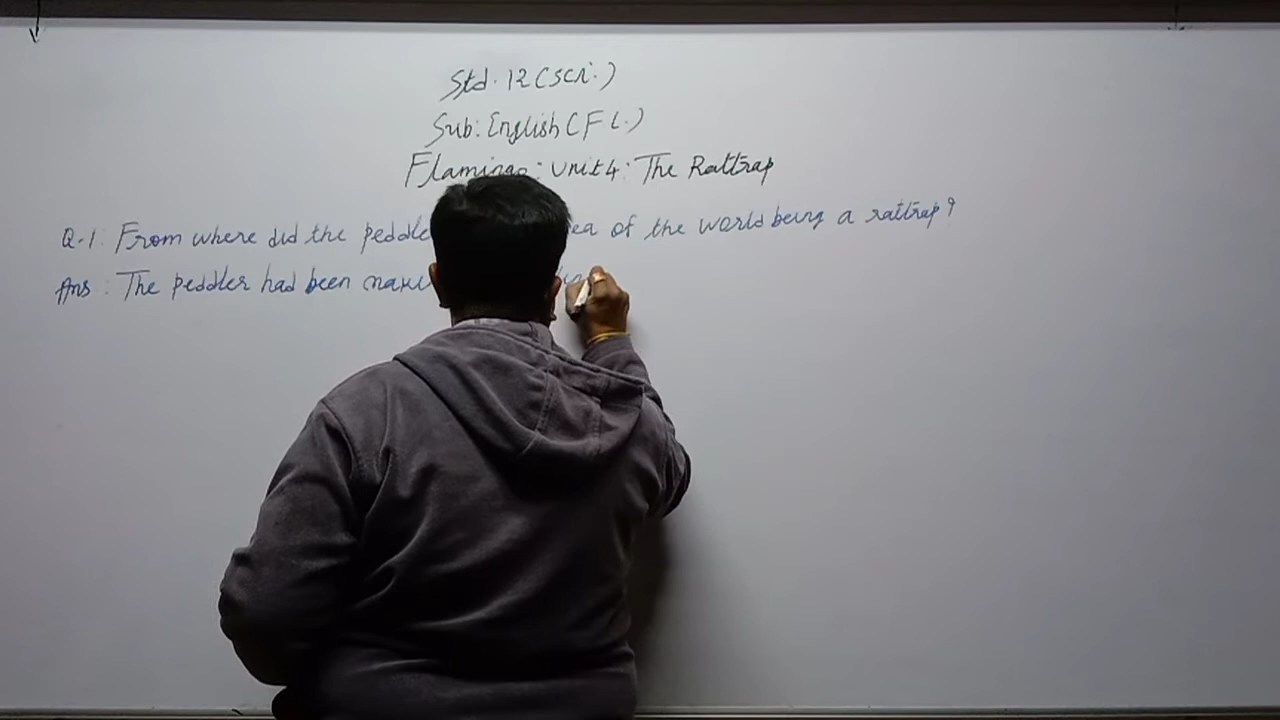 Std. 12 (Sci.)
Sub: English (FL.)
Flamingo: Unit 4: The Rattrap
Q-1: From where did the peddle ea of the world being a rattrap?
Ans: The peddler had been